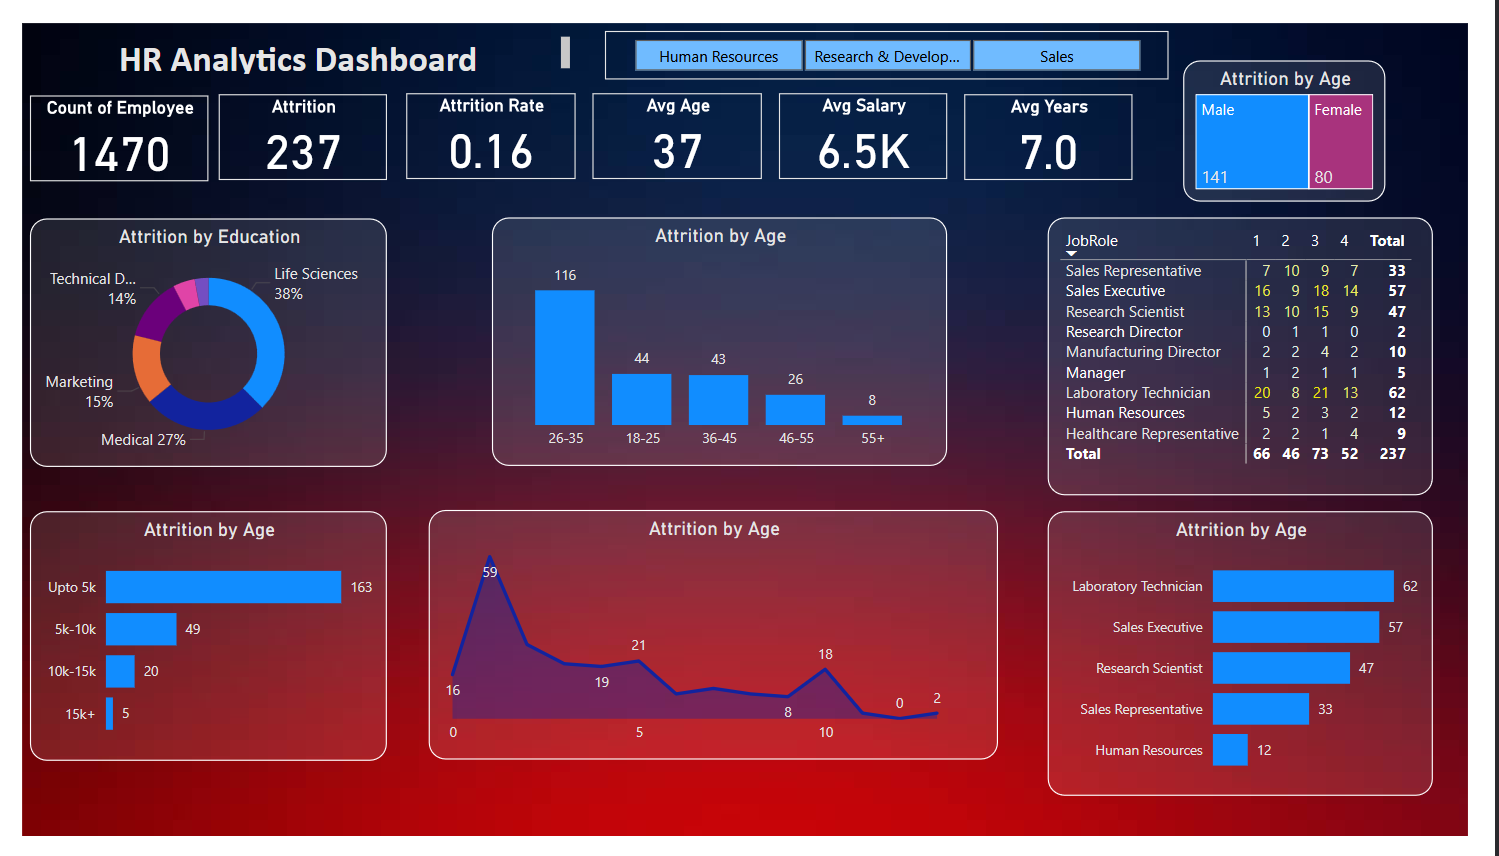 HR Analytics Dashboard
Human Resources
Research & Develop...
Sales
Count of Employee
1470
Attrition
237
Attrition Rate
0.16
Avg Age
37
Avg Salary
6.5K
Avg Years
7.0
Attrition by Age
Male
Female
141
80
Attrition by Education
Life Sciences
38%
Technical D...
14%
Marketing
15%
Medical 27%
Attrition by Age
116
44
43
26
8
26-35
18-25
36-45
46-55
55+
JobRole 1 2 3 4 Total
Sales Representative 7 10 9 7 33
Sales Executive 16 9 18 14 57
Research Scientist 13 10 15 9 47
Research Director 0 1 1 0 2
Manufacturing Director 2 2 4 2 10
Manager 1 2 1 1 5
Laboratory Technician 20 8 21 13 62
Human Resources 5 2 3 2 12
Healthcare Representative 2 2 1 4 9
Total 66 46 73 52 237
Attrition by Age
Upto 5k 163
5k-10k 49
10k-15k 20
15k+ 5
Attrition by Age
59
16
19
21
8
18
0
2
0
5
10
Attrition by Age
Laboratory Technician 62
Sales Executive 57
Research Scientist 47
Sales Representative 33
Human Resources 12